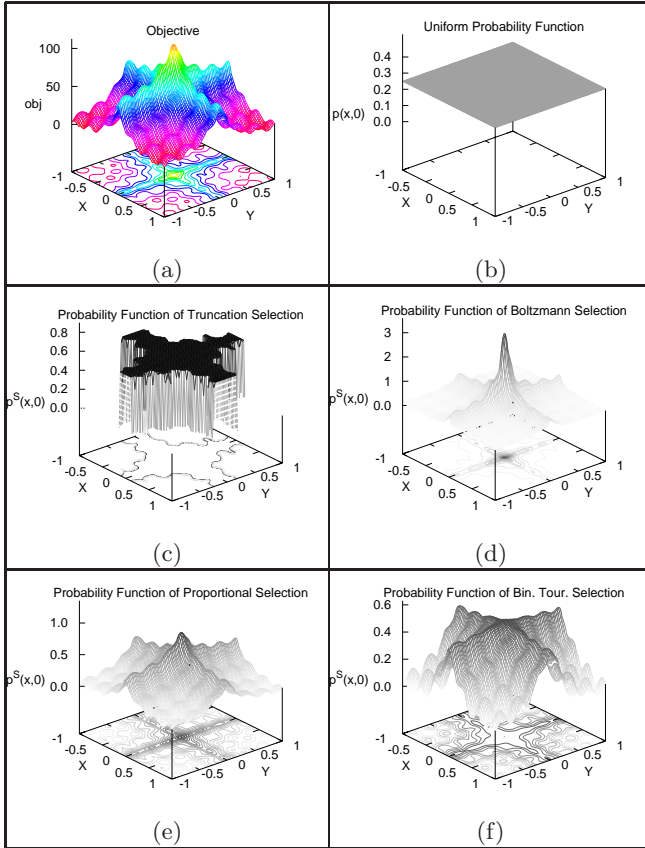 Objective
100
50
0
obj
-1
-0.5
0
0.5
1
X
-1
-0.5
0
0.5
1
Y
(a)
Uniform Probability Function
0.4
0.3
0.2
0.1
0.0
p(x,0)
-1
-0.5
0
0.5
1
X
-1
-0.5
0
0.5
1
Y
(b)
Probability Function of Truncation Selection
0.8
0.6
0.4
0.2
0.0
p^S(x,0)
-1
-0.5
0
0.5
1
X
-1
-0.5
0
0.5
1
Y
(c)
Probability Function of Boltzmann Selection
3
2
1
0.0
p^S(x,0)
-1
-0.5
0
0.5
1
X
-1
-0.5
0
0.5
1
Y
(d)
Probability Function of Proportional Selection
1.0
0.5
0.0
p^S(x,0)
-1
-0.5
0
0.5
1
X
-1
-0.5
0
0.5
1
Y
(e)
Probability Function of Bin. Tour. Selection
0.6
0.4
0.2
0.0
p^S(x,0)
-1
-0.5
0
0.5
1
X
-1
-0.5
0
0.5
1
Y
(f)